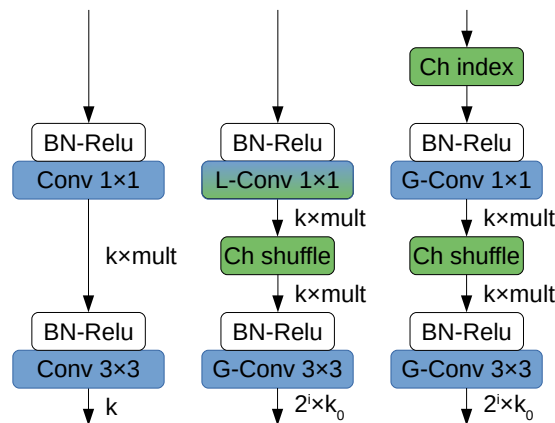 Ch index
BN-Relu
BN-Relu
BN-Relu
Conv 1×1
L-Conv 1×1
G-Conv 1×1
k×mult
k×mult
k×mult
Ch shuffle
Ch shuffle
k×mult
k×mult
BN-Relu
BN-Relu
BN-Relu
Conv 3×3
G-Conv 3×3
G-Conv 3×3
k
2ⁱ×k₀
2ⁱ×k₀